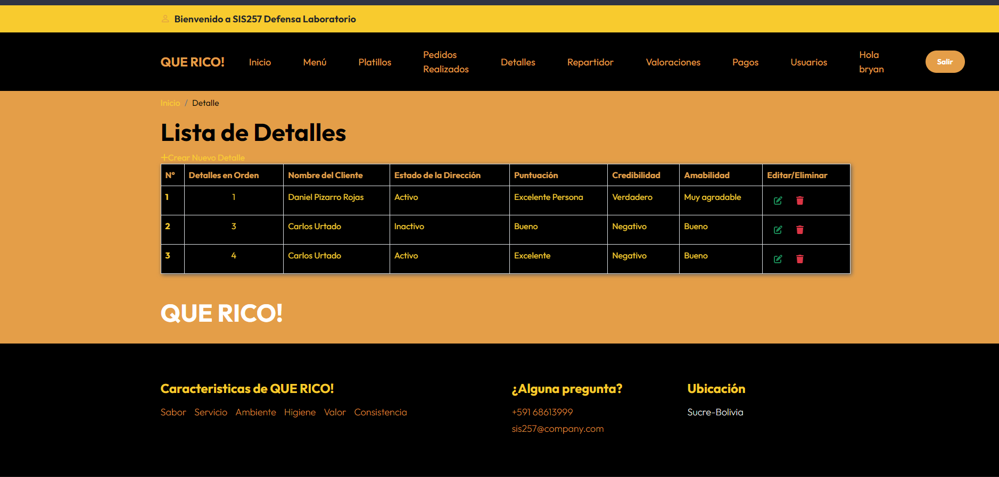 Bienvenido a SIS257 Defensa Laboratorio
QUE RICO! Inicio Menú Platillos Pedidos Realizados Detalles Repartidor Valoraciones Pagos Usuarios Hola bryan Salir
Inicio / Detalle
Lista de Detalles
+Crear Nuevo Detalle
N° Detalles en Orden Nombre del Cliente Estado de la Dirección Puntuación Credibilidad Amabilidad Editar/Eliminar
1 1 Daniel Pizarro Rojas Activo Excelente Persona Verdadero Muy agradable
2 3 Carlos Urtado Inactivo Bueno Negativo Bueno
3 4 Carlos Urtado Activo Excelente Negativo Bueno
QUE RICO!
Caracteristicas de QUE RICO! ¿Alguna pregunta? Ubicación
Sabor Servicio Ambiente Higiene Valor Consistencia +591 68613999 Sucre-Bolivia
sis257@company.com